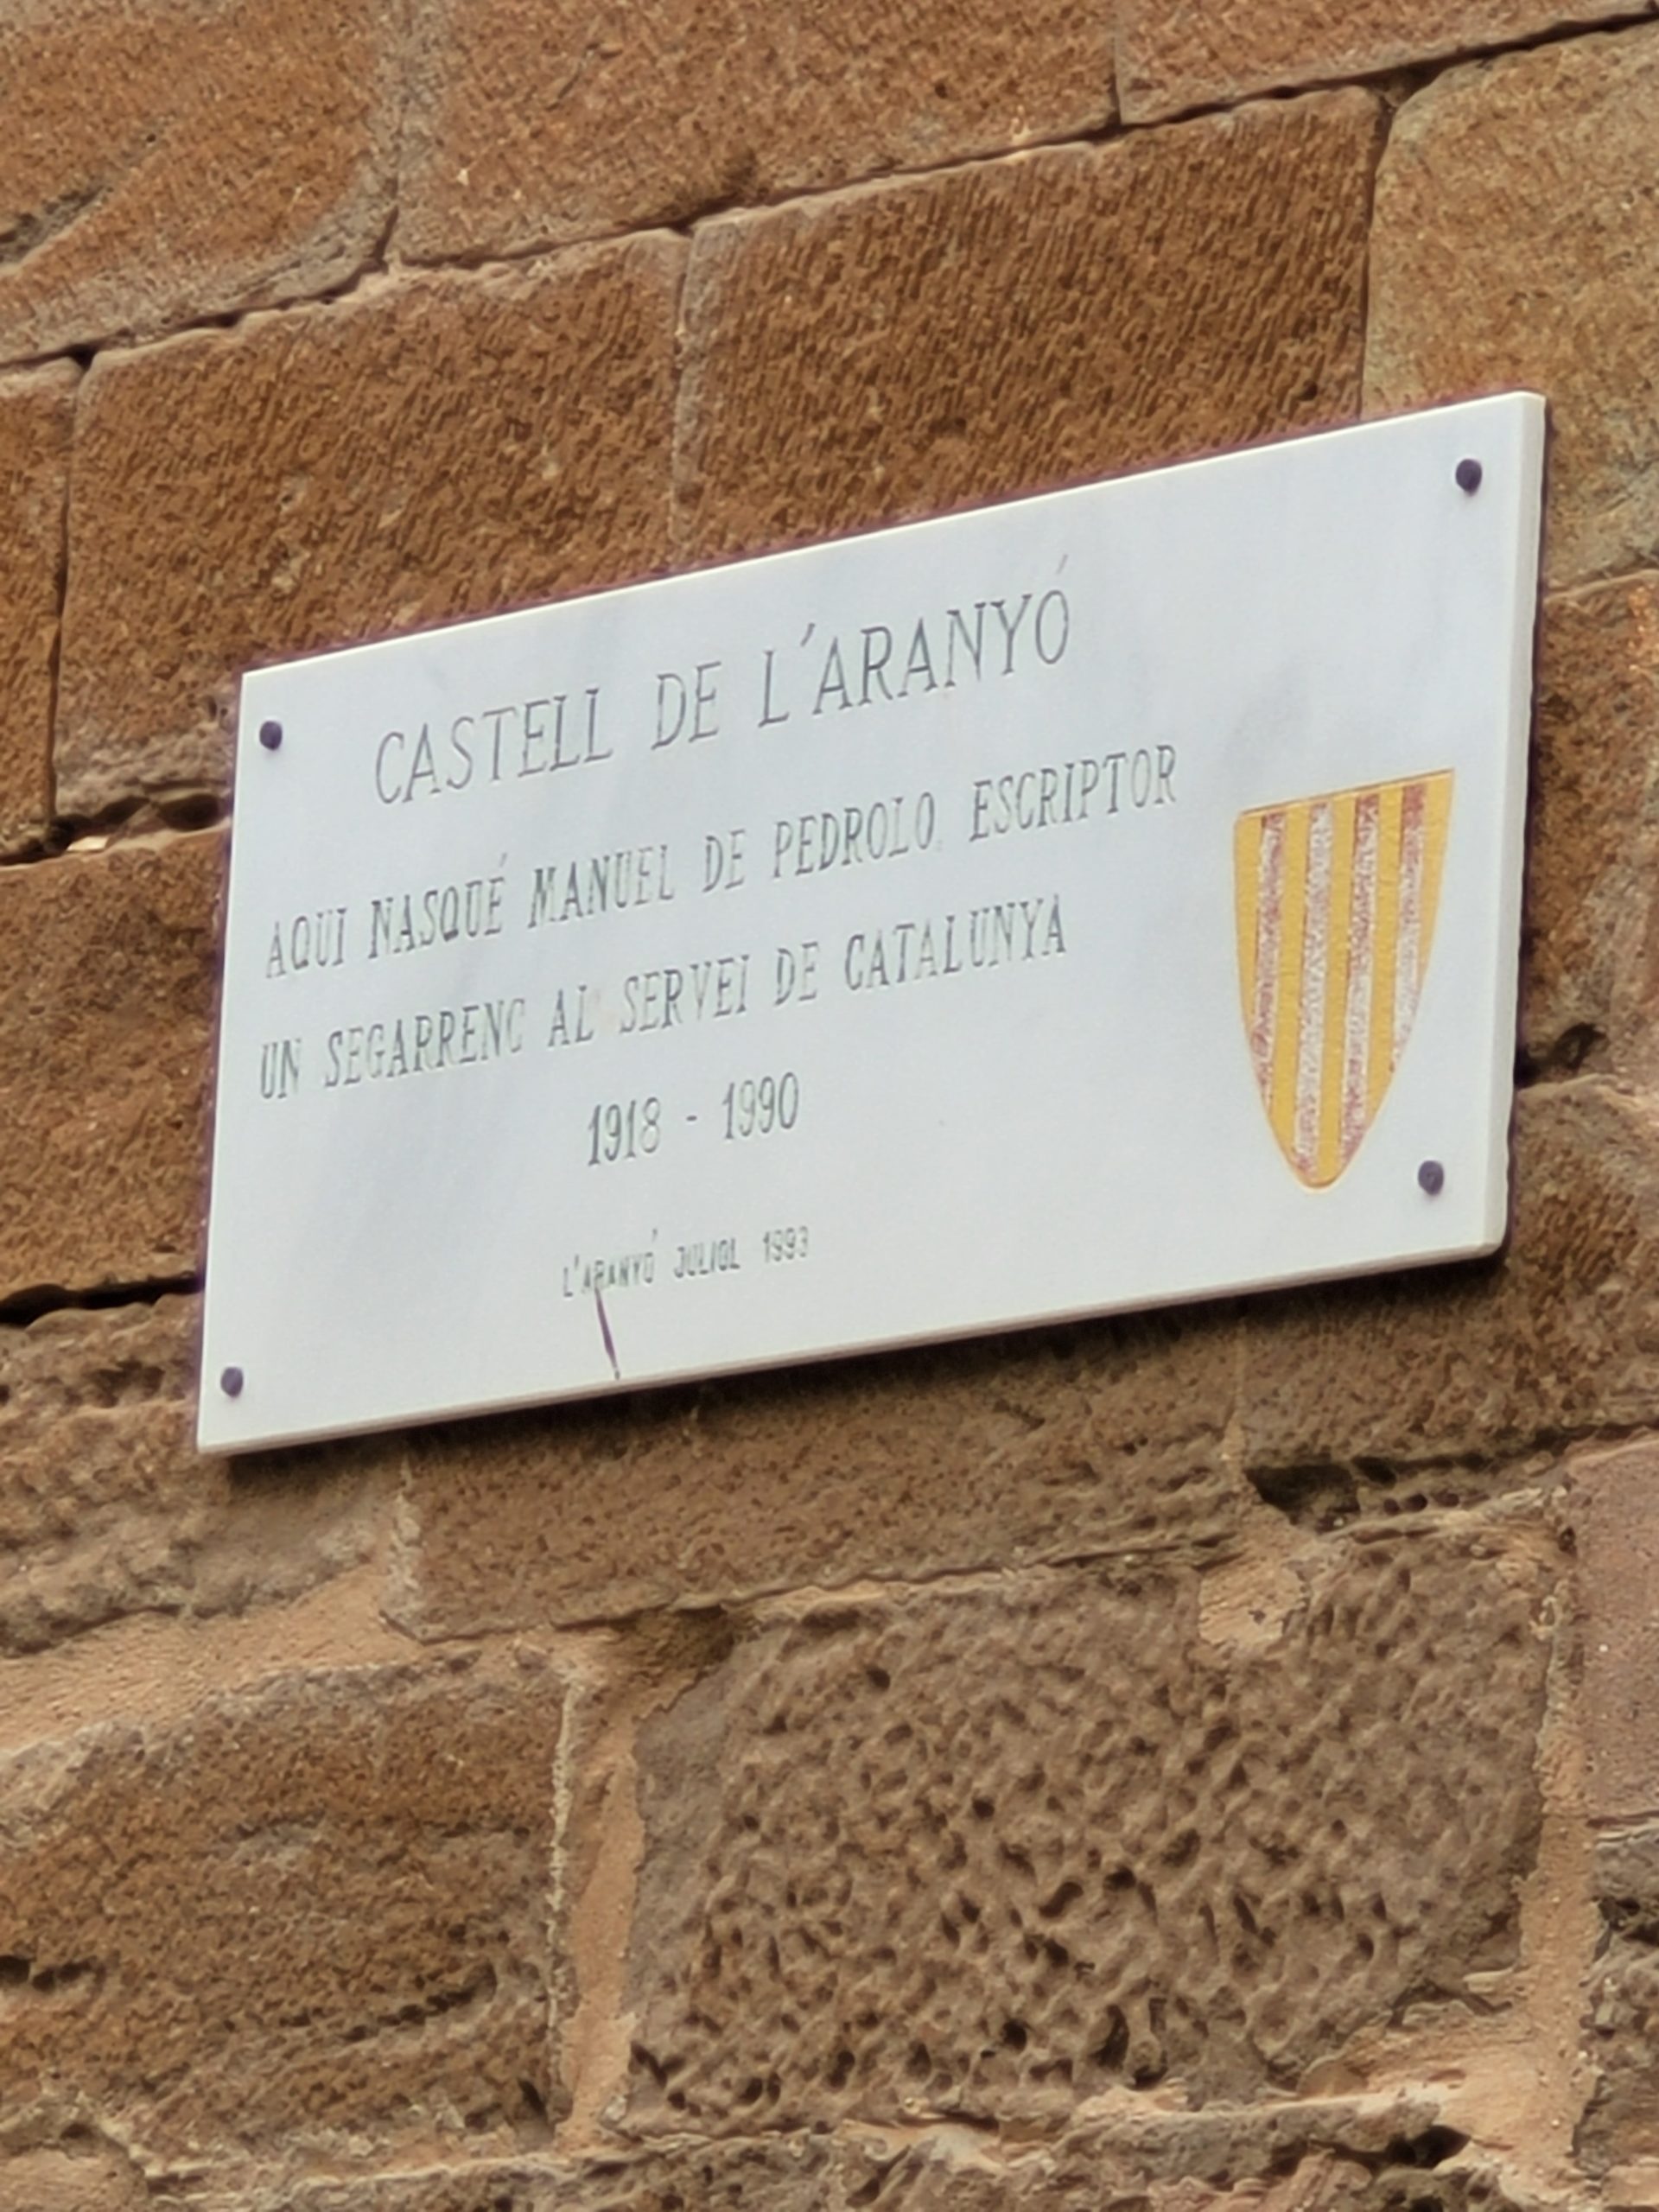 CASTELL DE L'ARANYÓ
AQUI NASQUÉ MANUEL DE PEDROLO, ESCRIPTOR
UN SEGARRENC AL SERVEI DE CATALUNYA
1918 - 1990
L'ARANYÓ JULIOL 1993